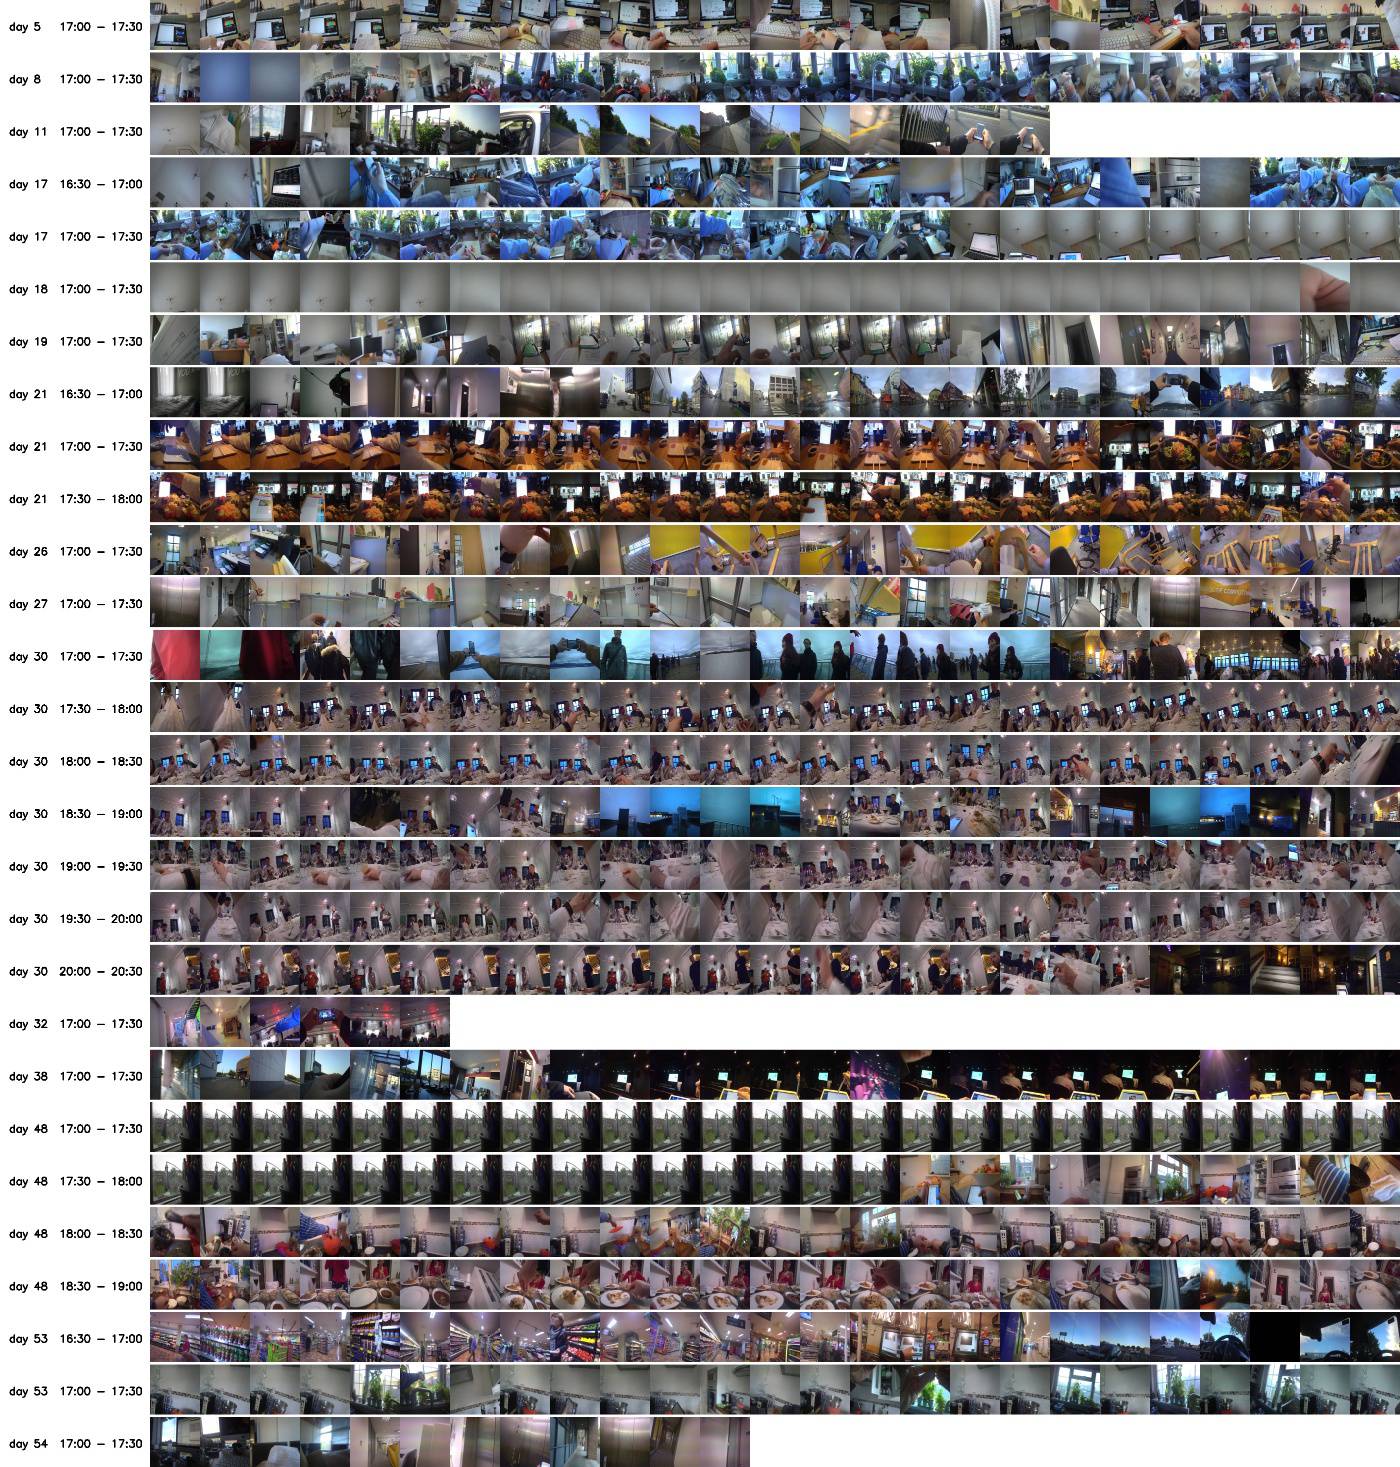 day 5 17:00 – 17:30
day 8 17:00 – 17:30
day 11 17:00 – 17:30
day 17 16:30 – 17:00
day 17 17:00 – 17:30
day 18 17:00 – 17:30
day 19 17:00 – 17:30
day 21 16:30 – 17:00
day 21 17:00 – 17:30
day 21 17:30 – 18:00
day 26 17:00 – 17:30
day 27 17:00 – 17:30
day 30 17:00 – 17:30
day 30 17:30 – 18:00
day 30 18:00 – 18:30
day 30 18:30 – 19:00
day 30 19:00 – 19:30
day 30 19:30 – 20:00
day 30 20:00 – 20:30
day 32 17:00 – 17:30
day 38 17:00 – 17:30
day 48 17:00 – 17:30
day 48 17:30 – 18:00
day 48 18:00 – 18:30
day 48 18:30 – 19:00
day 53 16:30 – 17:00
day 53 17:00 – 17:30
day 54 17:00 – 17:30